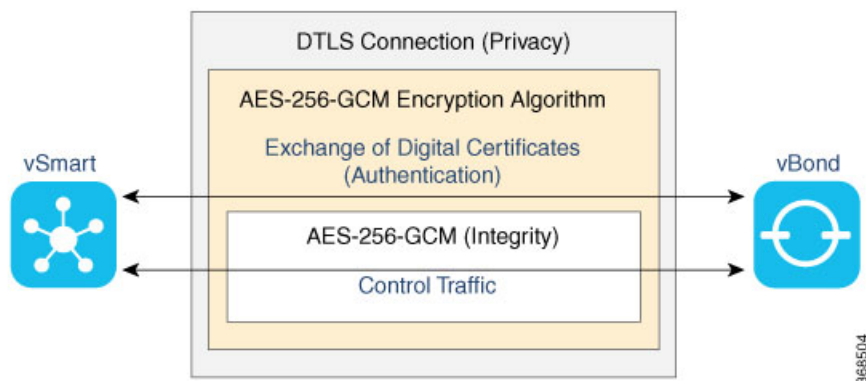 DTLS Connection (Privacy)
AES-256-GCM Encryption Algorithm
Exchange of Digital Certificates
(Authentication)
vSmart
vBond
AES-256-GCM (Integrity)
Control Traffic
368504